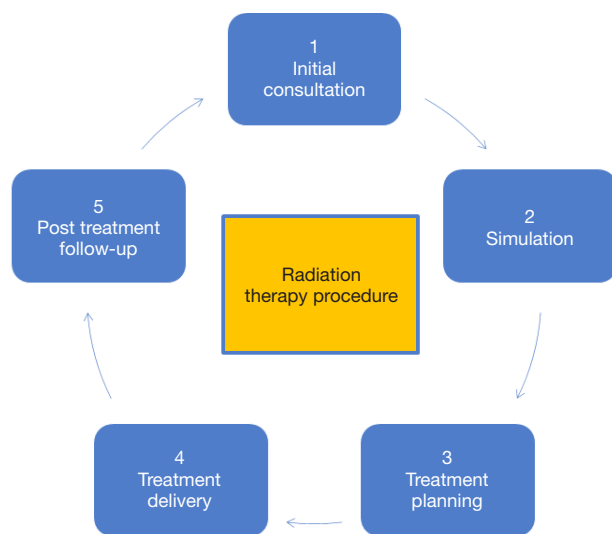 1
Initial
consultation
2
Simulation
3
Treatment
planning
4
Treatment
delivery
5
Post treatment
follow-up
Radiation
therapy procedure